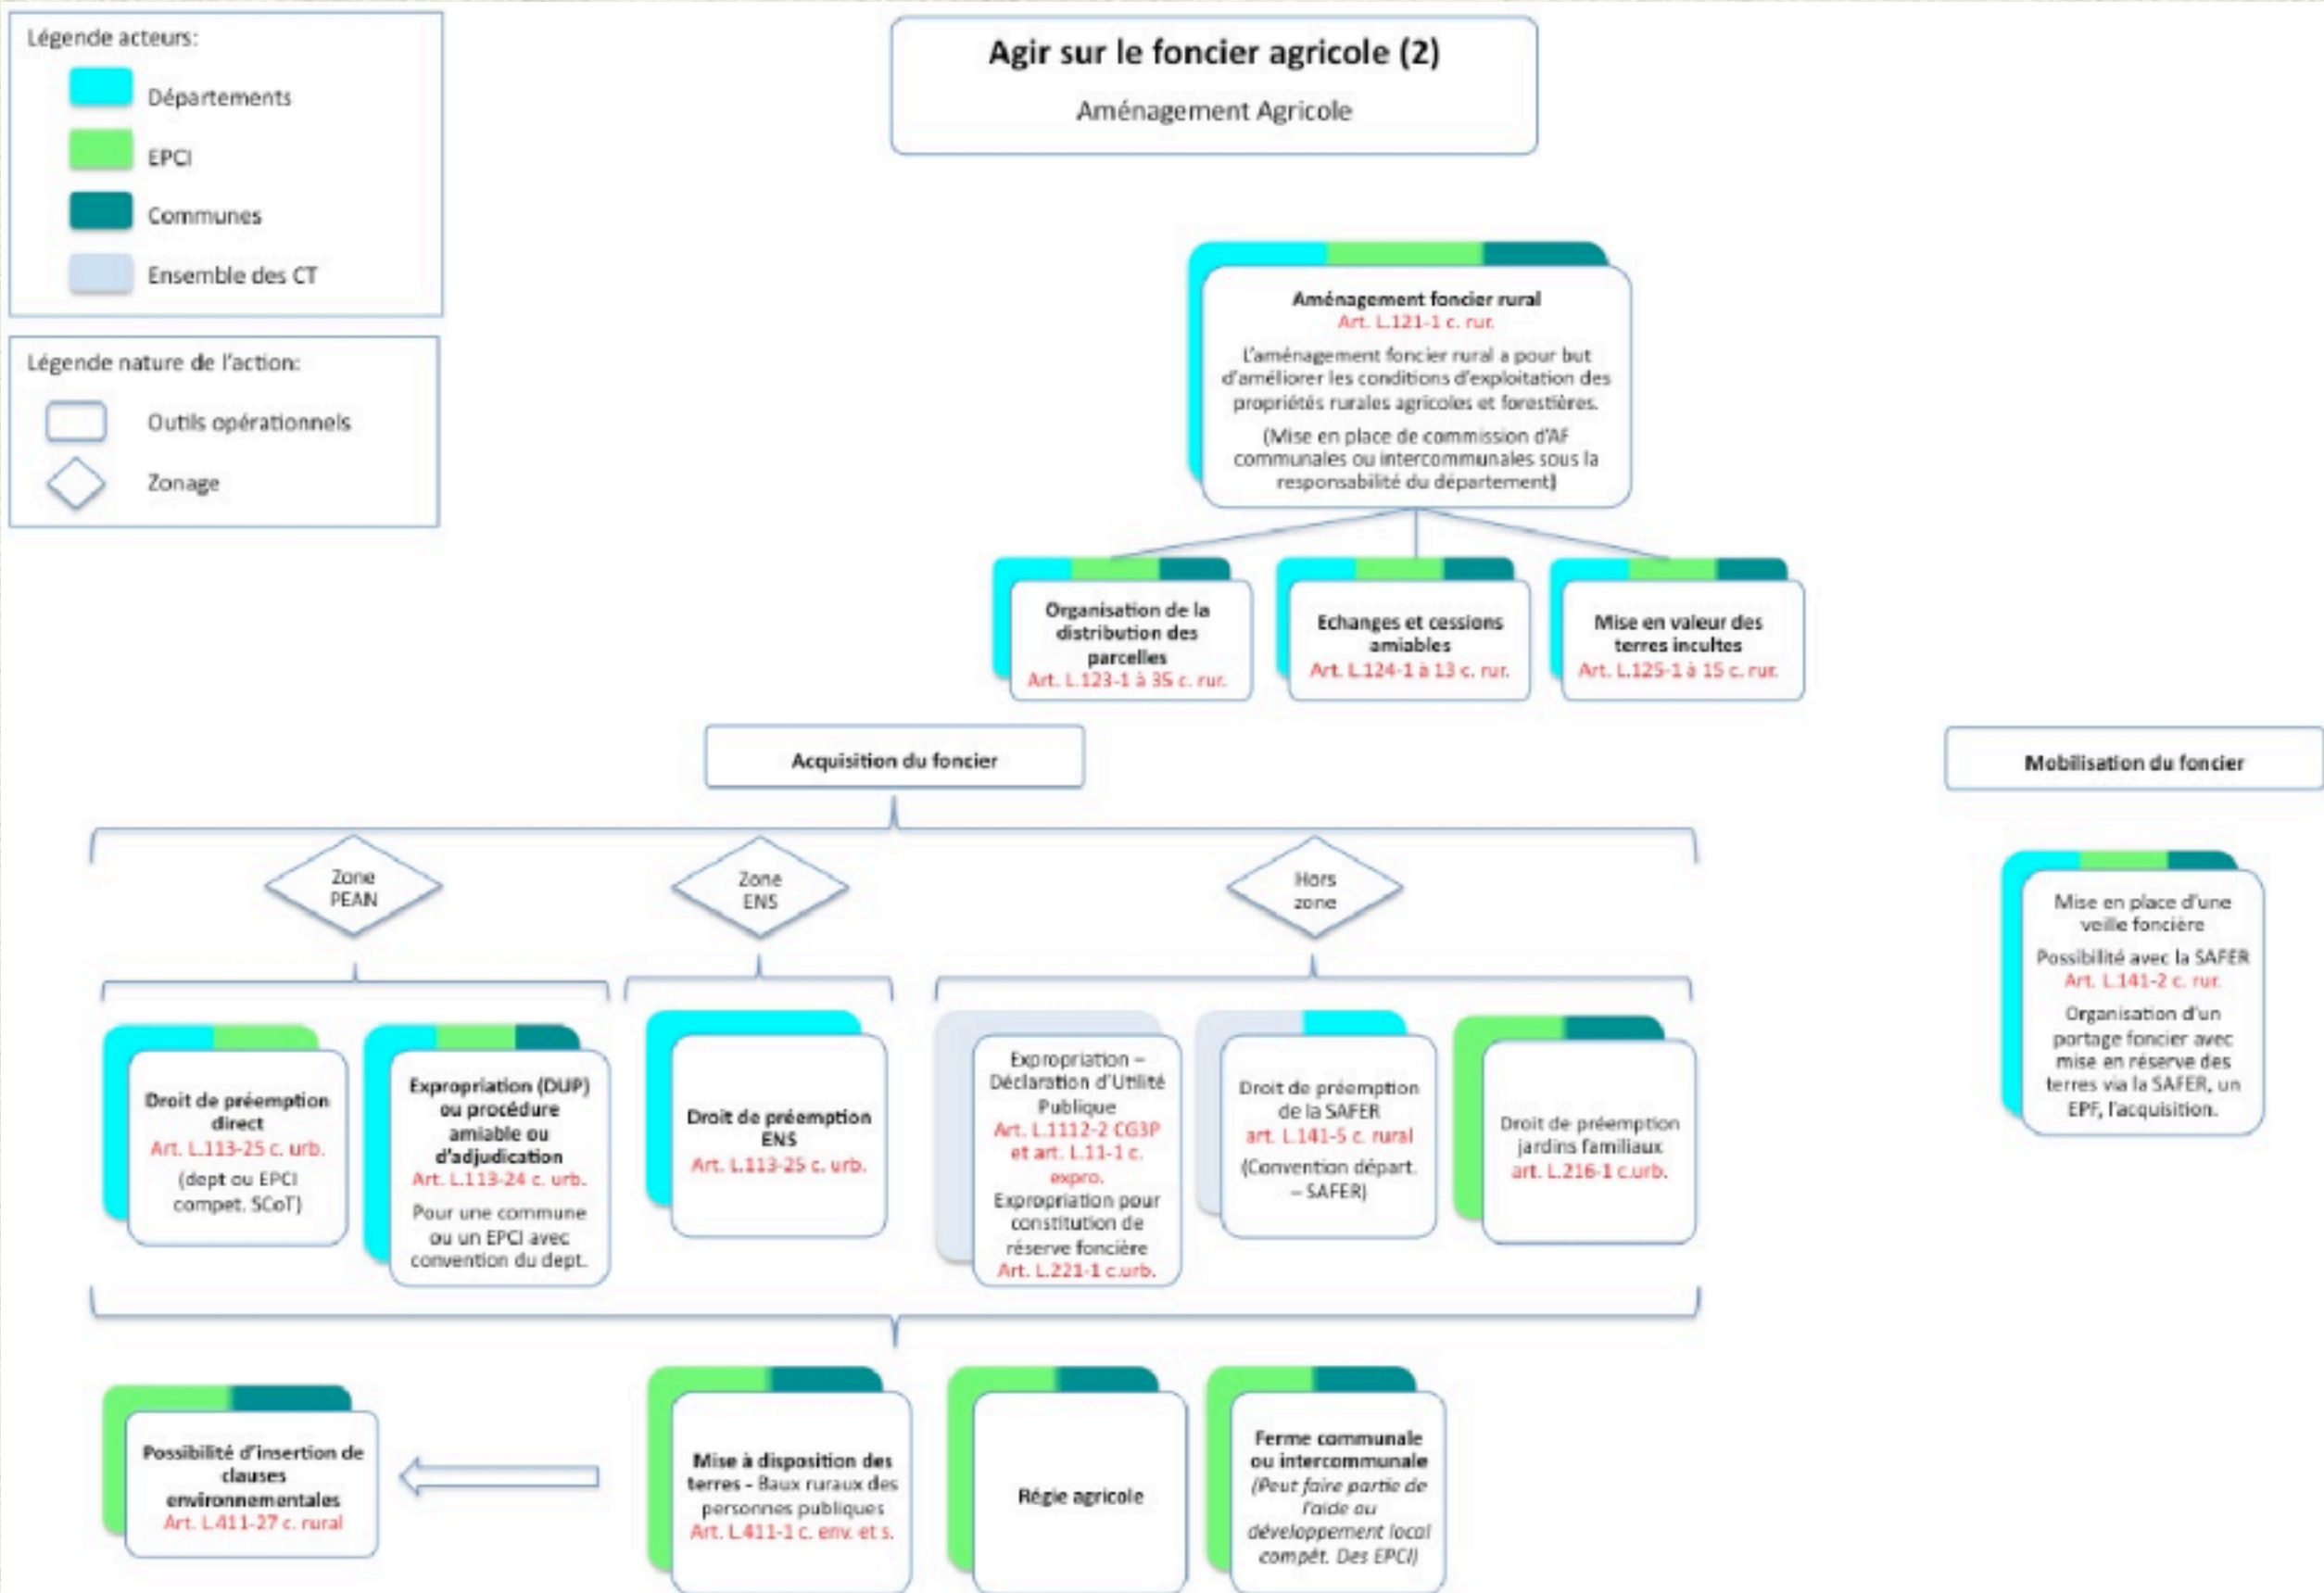 Légende acteurs:
Départements
EPCI
Communes
Ensemble des CT
Légende nature de l'action:
Outils opérationnels
Zonage
Agir sur le foncier agricole (2)
Aménagement Agricole
Aménagement foncier rural
Art. L.121-1 c. rur.
L'aménagement foncier rural a pour but
d'améliorer les conditions d'exploitation des
propriétés rurales agricoles et forestières.
(Mise en place de commission d'AF
communales ou intercommunales sous la
responsabilité du département)
Organisation de la
distribution des
parcelles
Art. L.123-1 à 35 c. rur.
Echanges et cessions
amiables
Art. L.124-1 à 13 c. rur.
Mise en valeur des
terres incultes
Art. L.125-1 à 15 c. rur.
Acquisition du foncier
Mobilisation du foncier
Zone
PEAN
Zone
ENS
Hors
zone
Droit de préemption
direct
Art. L.113-25 c. urb.
(dept ou EPCI
compet. SCoT)
Expropriation (DUP)
ou procédure
amiable ou
d'adjudication
Art. L.113-24 c. urb.
Pour une commune
ou un EPCI avec
convention du dept.
Droit de préemption
ENS
Art. L.113-25 c. urb.
Expropriation –
Déclaration d'Utilité
Publique
Art. L.1112-2 CG3P
et art. L.11-1 c.
expro.
Expropriation pour
constitution de
réserve foncière
Art. L.221-1 c.urb.
Droit de préemption
de la SAFER
art. L.141-5 c. rural
(Convention départ.
– SAFER)
Droit de préemption
jardins familiaux
art. L.216-1 c.urb.
Mise en place d'une
veille foncière
Possibilité avec la SAFER
Art. L.141-2 c. rur.
Organisation d'un
portage foncier avec
mise en réserve des
terres via la SAFER, un
EPF, l'acquisition.
Possibilité d'insertion de
clauses
environnementales
Art. L.411-27 c. rural
Mise à disposition des
terres - Baux ruraux des
personnes publiques
Art. L.411-1 c. env. et s.
Régie agricole
Ferme communale
ou intercommunale
(Peut faire partie de
l'aide au
développement local
compét. Des EPCI)